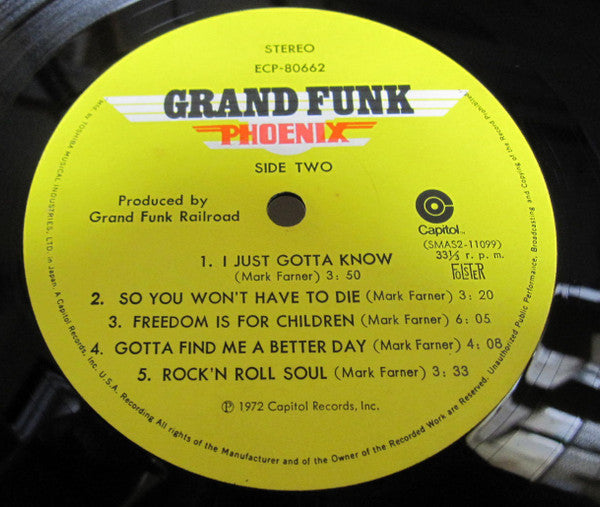 STEREO
ECP-80662
GRAND FUNK
PHOENIX
SIDE TWO
Produced by
Grand Funk Railroad
Capitol
(SMAS2-11099)
33⅓ r. p. m.
FOLSTER
1. I JUST GOTTA KNOW
(Mark Farner) 3: 50
2. SO YOU WON'T HAVE TO DIE (Mark Farner) 3: 20
3. FREEDOM IS FOR CHILDREN (Mark Farner) 6: 05
4. GOTTA FIND ME A BETTER DAY (Mark Farner) 4: 08
5. ROCK'N ROLL SOUL (Mark Farner) 3: 33
Ⓟ 1972 Capitol Records, Inc.
Mfd. by TOSHIBA MUSICAL INDUSTRIES, LTD. in Japan. A Capitol Records, Inc. U.S.A. Recording All rights of the Manufacturer and of the Owner of the Recorded Work are Reserved. Unauthorized Public Performance, Broadcasting and Copying of the Record Prohibited